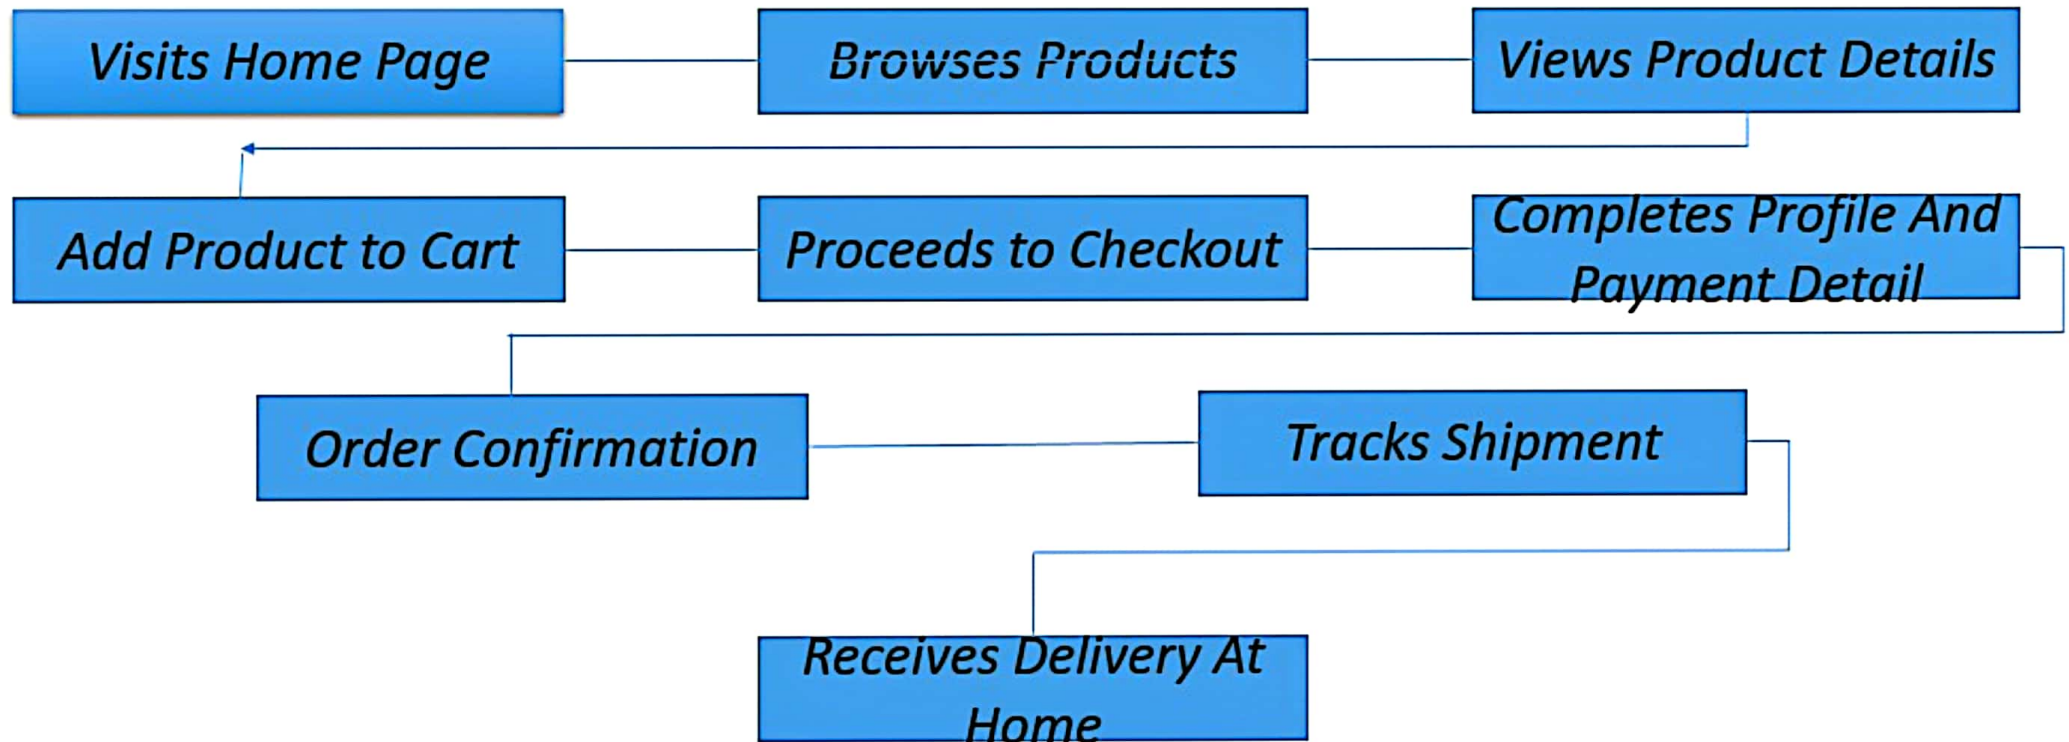 Visits Home Page
Browses Products
Views Product Details
Add Product to Cart
Proceeds to Checkout
Completes Profile And
Payment Detail
Order Confirmation
Tracks Shipment
Receives Delivery At
Home